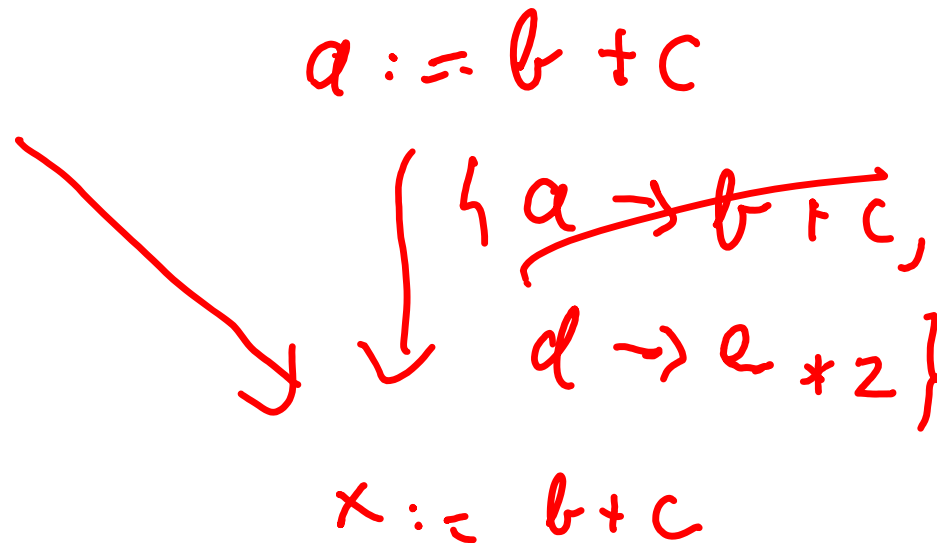 a := b + c
{ a → b + c,
d → e * 2 }
x := b + c